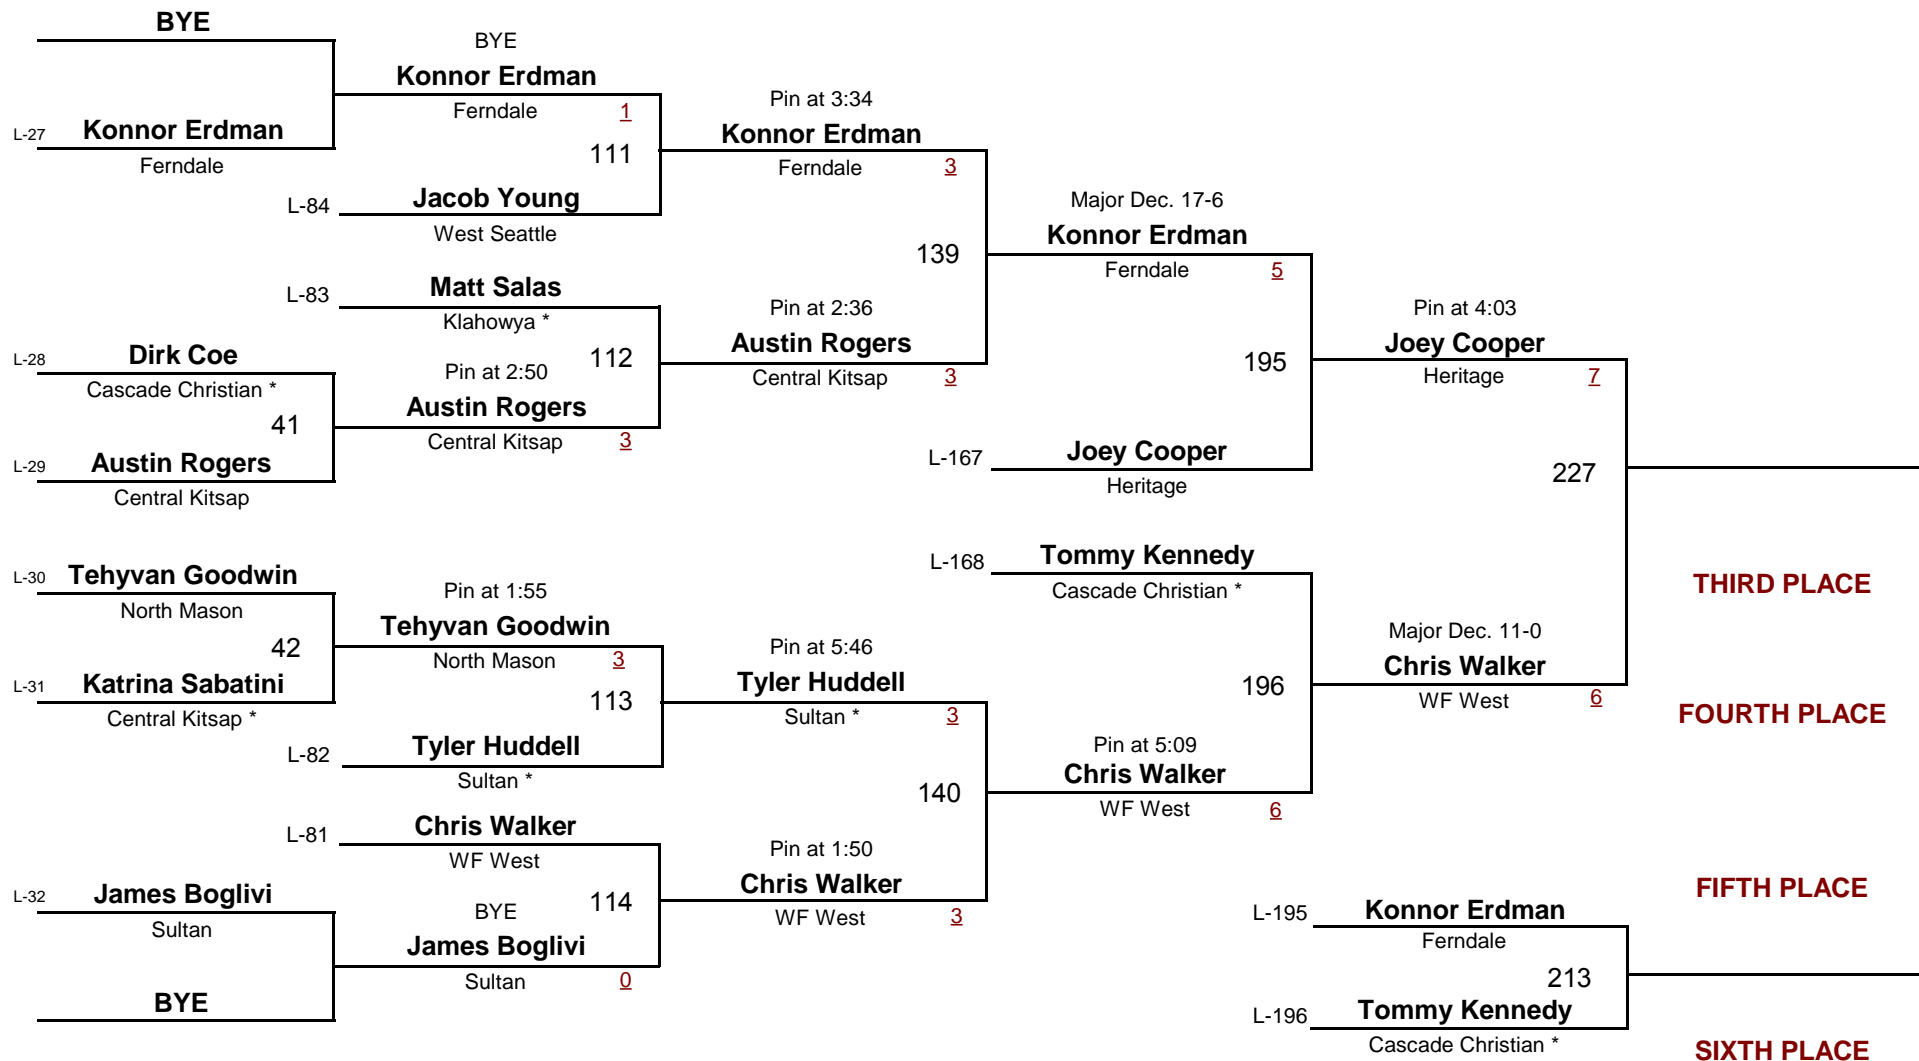 BYE
L-27
Konnor Erdman
Ferndale
L-28
Dirk Coe
Cascade Christian *
41
L-29
Austin Rogers
Central Kitsap
L-30
Tehyvan Goodwin
North Mason
42
L-31
Katrina Sabatini
Central Kitsap *
L-32
James Boglivi
Sultan
BYE
BYE
Konnor Erdman
Ferndale
1
111
L-84
Jacob Young
West Seattle
L-83
Matt Salas
Klahowya *
112
Pin at 2:50
Austin Rogers
Central Kitsap
3
Pin at 1:55
Tehyvan Goodwin
North Mason
3
113
L-82
Tyler Huddell
Sultan *
L-81
Chris Walker
WF West
114
BYE
James Boglivi
Sultan
0
Pin at 3:34
Konnor Erdman
Ferndale
3
139
Pin at 2:36
Austin Rogers
Central Kitsap
3
Pin at 5:46
Tyler Huddell
Sultan *
3
140
Pin at 1:50
Chris Walker
WF West
3
Major Dec. 17-6
Konnor Erdman
Ferndale
5
195
L-167
Joey Cooper
Heritage
L-168
Tommy Kennedy
Cascade Christian *
196
Pin at 5:09
Chris Walker
WF West
6
Pin at 4:03
Joey Cooper
Heritage
7
227
Major Dec. 11-0
Chris Walker
WF West
6
THIRD PLACE
FOURTH PLACE
L-195
Konnor Erdman
Ferndale
213
L-196
Tommy Kennedy
Cascade Christian *
FIFTH PLACE
SIXTH PLACE